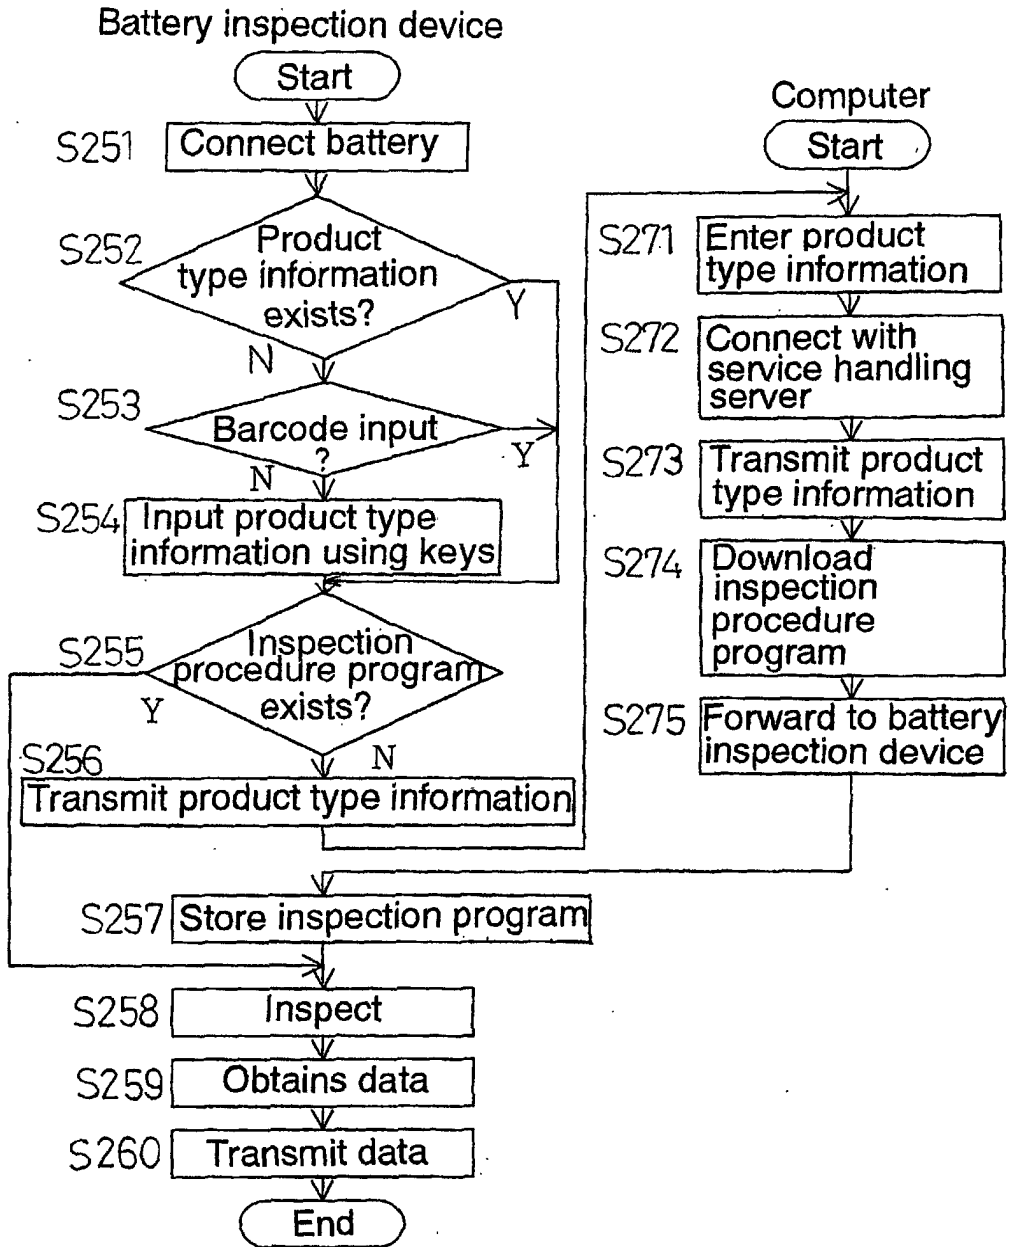 Battery inspection device
Start
S251
Connect battery
S252
Product
type information
exists?
Y
N
S253
Barcode input
?
Y
N
S254
Input product type
information using keys
S255
Inspection
procedure program
exists?
Y
N
S256
Transmit product type information
S257
Store inspection program
S258
Inspect
S259
Obtains data
S260
Transmit data
End
Computer
Start
S271
Enter product
type information
S272
Connect with
service handling
server
S273
Transmit product
type information
S274
Download
inspection
procedure
program
S275
Forward to battery
inspection device